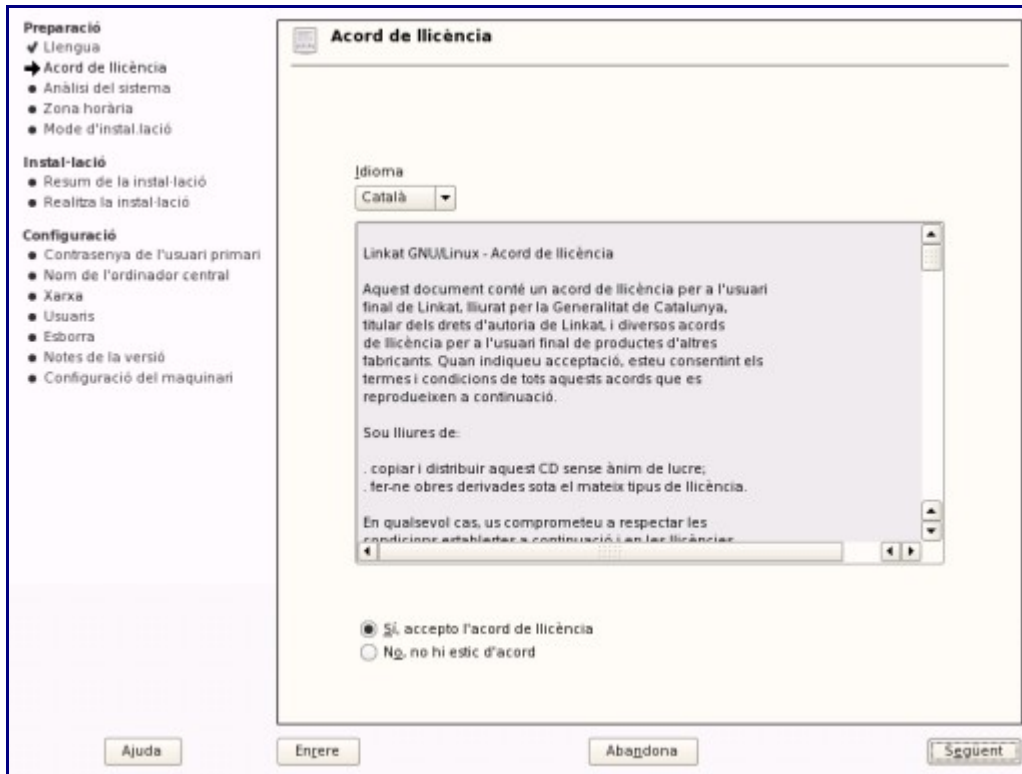 Preparació
Llengua
Acord de llicència
Anàlisi del sistema
Zona horària
Mode d'instal.lació
Instal·lació
Resum de la instal·lació
Realitza la instal·lació
Configuració
Contrasenya de l'usuari primari
Nom de l'ordinador central
Xarxa
Usuaris
Esborra
Notes de la versió
Configuració del maquinari
Acord de llicència
Idioma
Català
Linkat GNU/Linux - Acord de llicència
Aquest document conté un acord de llicència per a l'usuari
final de Linkat, lliurat per la Generalitat de Catalunya,
titular dels drets d'autoria de Linkat, i diversos acords
de llicència per a l'usuari final de productes d'altres
fabricants. Quan indiqueu acceptació, esteu consentint els
termes i condicions de tots aquests acords que es
reprodueixen a continuació.
Sou lliures de:
. copiar i distribuir aquest CD sense ànim de lucre;
. fer-ne obres derivades sota el mateix tipus de llicència.
En qualsevol cas, us comprometeu a respectar les
condicions establertes a continuació i en les llicències
Sí, accepto l'acord de llicència
No, no hi estic d'acord
Ajuda
Enrere
Abandona
Següent